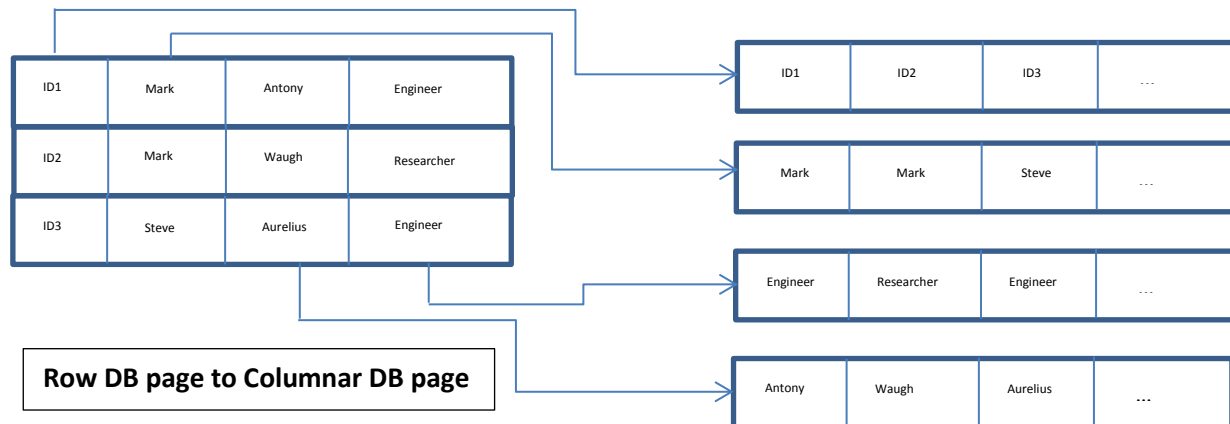 ID1 Mark Antony Engineer
ID2 Mark Waugh Researcher
ID3 Steve Aurelius Engineer
Row DB page to Columnar DB page
ID1 ID2 ID3 ...
Mark Mark Steve ...
Engineer Researcher Engineer ...
Antony Waugh Aurelius ...